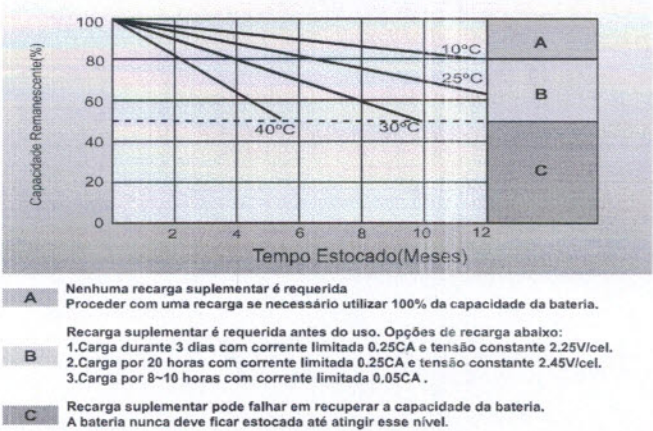 Capacidade Remanescente(%)
100
80
60
40
20
0
10ºC
25ºC
40ºC
30ºC
A
B
C
2 4 6 8 10 12
Tempo Estocado(Meses)
A
Nenhuma recarga suplementar é requerida
Proceder com uma recarga se necessário utilizar 100% da capacidade da bateria.
B
Recarga suplementar é requerida antes do uso. Opções de recarga abaixo:
1.Carga durante 3 dias com corrente limitada 0.25CA e tensão constante 2.25V/cel.
2.Carga por 20 horas com corrente limitada 0.25CA e tensão constante 2.45V/cel.
3.Carga por 8~10 horas com corrente limitada 0.05CA .
C
Recarga suplementar pode falhar em recuperar a capacidade da bateria.
A bateria nunca deve ficar estocada até atingir esse nível.